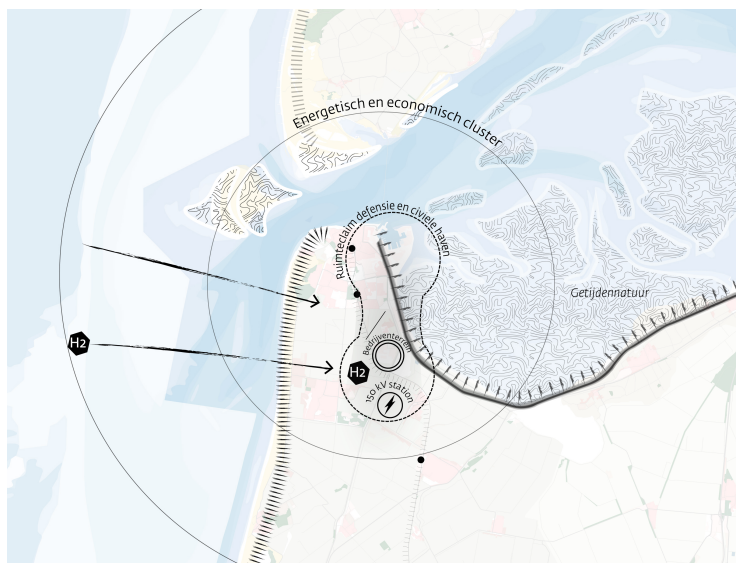 Energetisch en economisch cluster
Ruimteclaim defensie en civiele haven
Getijdennatuur
H2
Bedrijventerrein
H2
150 kV station